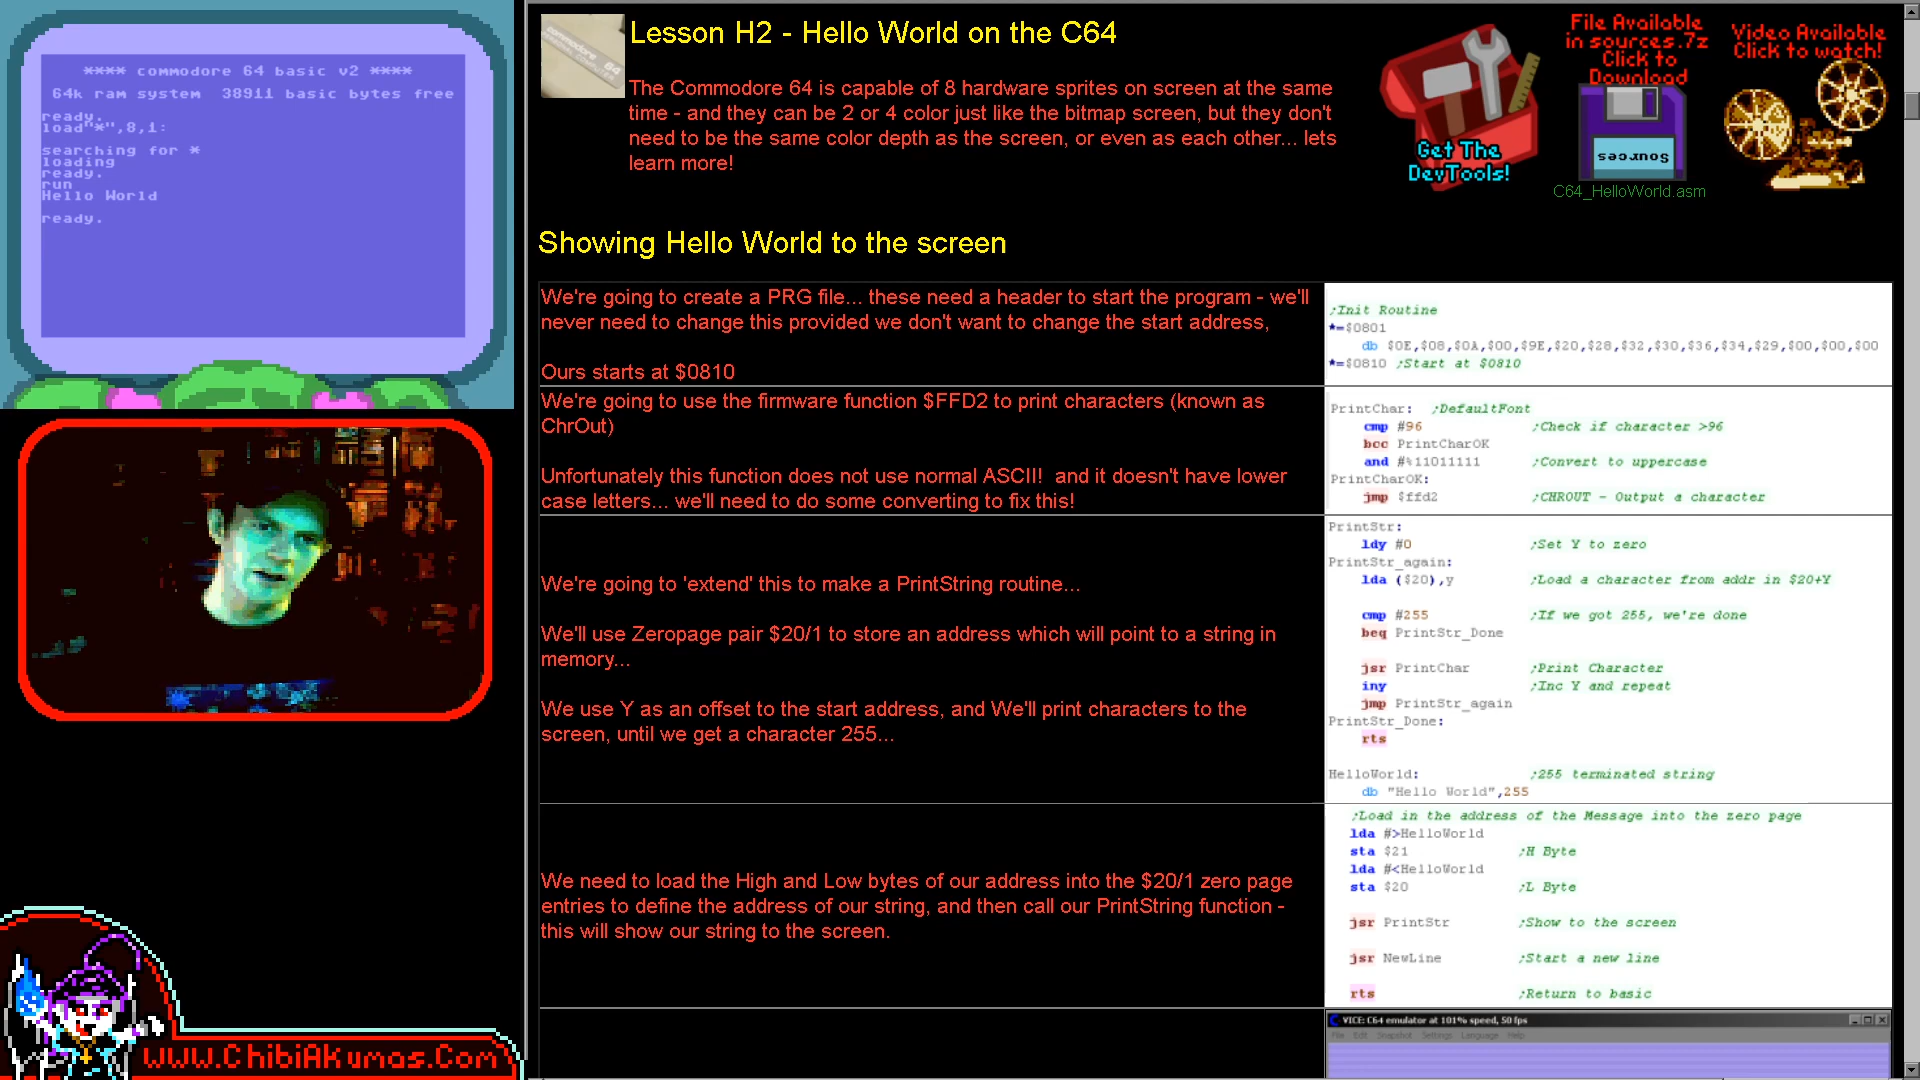 **** commodore 64 basic v2 ****
64k ram system  38911 basic bytes free
ready.
load"*",8,1:
searching for *
loading
ready.
run
Hello World
ready.
www.ChibiAkumas.Com
commodore 64
Lesson H2 - Hello World on the C64
The Commodore 64 is capable of 8 hardware sprites on screen at the same
time - and they can be 2 or 4 color just like the bitmap screen, but they don't
need to be the same color depth as the screen, or even as each other... lets
learn more!
Get The
DevTools!
File Available
in sources.7z
Click to
Download
Sources
C64_HelloWorld.asm
Video Available
Click to watch!
Showing Hello World to the screen
We're going to create a PRG file... these need a header to start the program - we'll
never need to change this provided we don't want to change the start address,
Ours starts at $0810
;Init Routine
*=$0801
db $0E,$08,$0A,$00,$9E,$20,$28,$32,$30,$36,$34,$29,$00,$00,$00
*=$0810 ;Start at $0810
We're going to use the firmware function $FFD2 to print characters (known as
ChrOut)
Unfortunately this function does not use normal ASCII!  and it doesn't have lower
case letters... we'll need to do some converting to fix this!
PrintChar: ;DefaultFont
cmp #96 ;Check if character >96
bcc PrintCharOK
and #%11011111 ;Convert to uppercase
PrintCharOK:
jmp $ffd2 ;CHROUT - Output a character
We're going to 'extend' this to make a PrintString routine...
We'll use Zeropage pair $20/1 to store an address which will point to a string in
memory...
We use Y as an offset to the start address, and We'll print characters to the
screen, until we get a character 255...
PrintStr:
ldy #0 ;Set Y to zero
PrintStr_again:
lda ($20),y ;Load a character from addr in $20+Y
cmp #255 ;If we got 255, we're done
beq PrintStr_Done
jsr PrintChar ;Print Character
iny ;Inc Y and repeat
jmp PrintStr_again
PrintStr_Done:
rts
HelloWorld: ;255 terminated string
db "Hello World",255
We need to load the High and Low bytes of our address into the $20/1 zero page
entries to define the address of our string, and then call our PrintString function -
this will show our string to the screen.
;Load in the address of the Message into the zero page
lda #>HelloWorld
sta $21 ;H Byte
lda #<HelloWorld
sta $20 ;L Byte
jsr PrintStr ;Show to the screen
jsr NewLine ;Start a new line
rts ;Return to basic
VICE: C64 emulator at 101% speed, 50 fps
File Edit Snapshot Settings Language Help